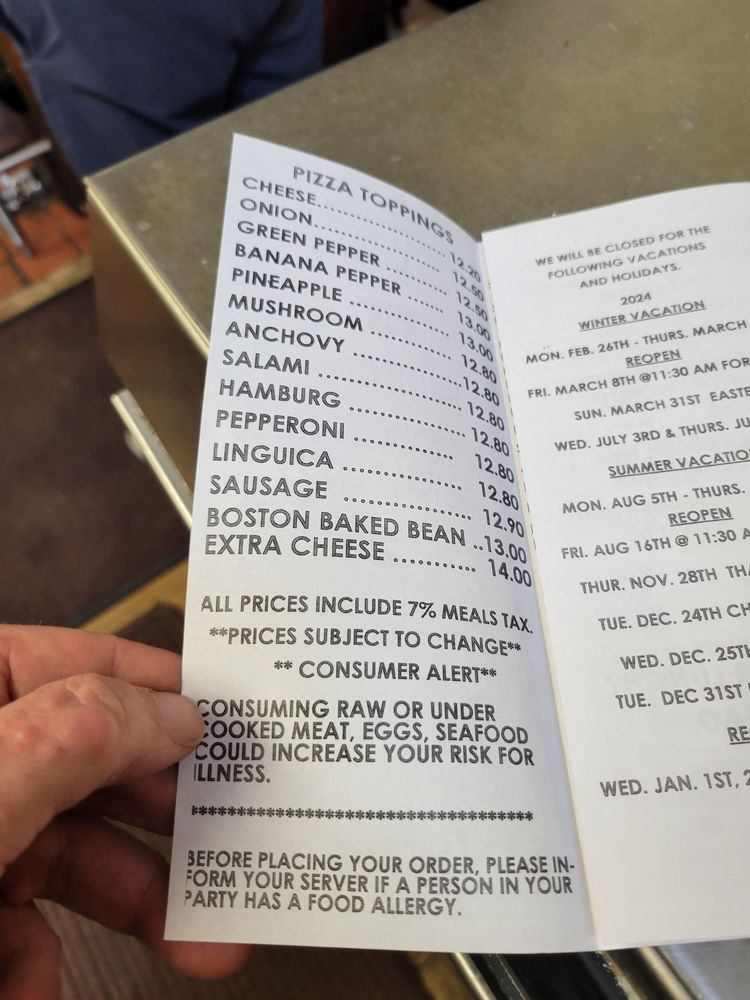 PIZZA TOPPINGS
CHEESE.......................... 12.20
ONION.......................... 12.50
GREEN PEPPER ............ 12.50
BANANA PEPPER ........ 13.00
PINEAPPLE .................. 13.00
MUSHROOM ............... 12.80
ANCHOVY ..................12.80
SALAMI ...................... 12.80
HAMBURG .................. 12.80
PEPPERONI ............... 12.80
LINGUICA .................. 12.80
SAUSAGE .................. 12.90
BOSTON BAKED BEAN ..13.00
EXTRA CHEESE ............ 14.00
ALL PRICES INCLUDE 7% MEALS TAX.
**PRICES SUBJECT TO CHANGE**
** CONSUMER ALERT**
CONSUMING RAW OR UNDER
COOKED MEAT, EGGS, SEAFOOD
COULD INCREASE YOUR RISK FOR
ILLNESS.
*************************************
BEFORE PLACING YOUR ORDER, PLEASE IN-
FORM YOUR SERVER IF A PERSON IN YOUR
PARTY HAS A FOOD ALLERGY.
WE WILL BE CLOSED FOR THE
FOLLOWING VACATIONS
AND HOLIDAYS.
2024
WINTER VACATION
MON. FEB. 26TH - THURS. MARCH
REOPEN
FRI. MARCH 8TH @11:30 AM FOR
SUN. MARCH 31ST EASTE
WED. JULY 3RD & THURS. JU
SUMMER VACATIO
MON. AUG 5TH - THURS.
REOPEN
FRI. AUG 16TH @ 11:30 A
THUR. NOV. 28TH THA
TUE. DEC. 24TH CH
WED. DEC. 25TH
TUE. DEC 31ST
RE
WED. JAN. 1ST, 2